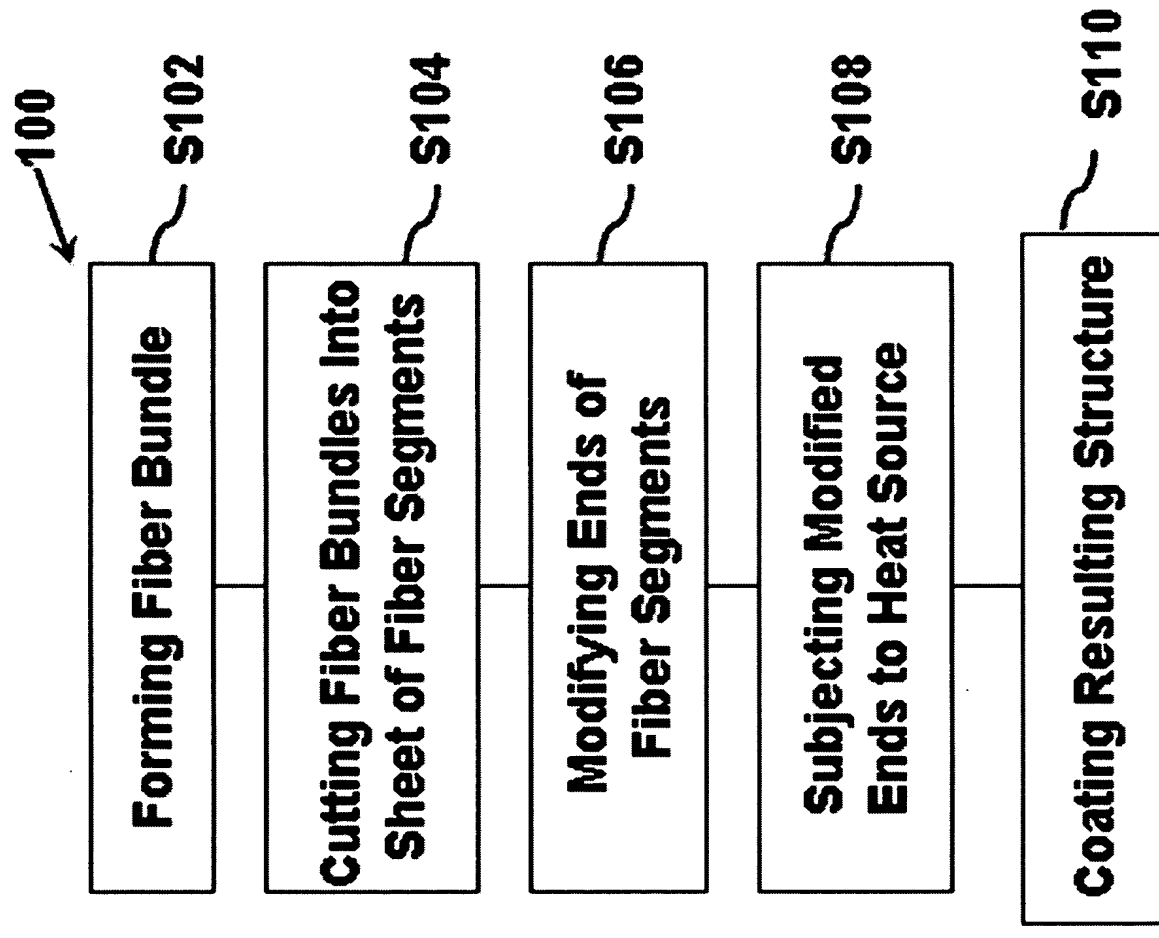 100
Forming Fiber Bundle
S102
Cutting Fiber Bundles Into
Sheet of Fiber Segments
S104
Modifying Ends of
Fiber Segments
S106
Subjecting Modified
Ends to Heat Source
S108
Coating Resulting Structure
S110